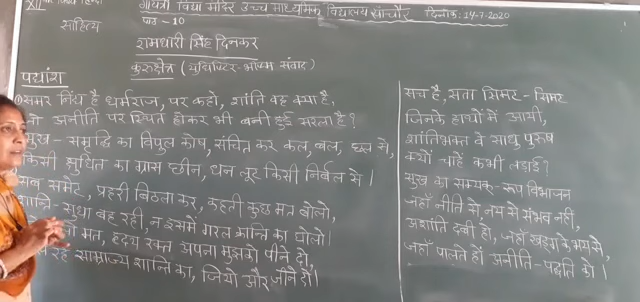 XII हिन्दी
गायत्री विद्या मंदिर उच्च माध्यमिक विद्यालय सांचौर दिनांक:-14-7-2020
साहित्य
पाठ - 10
रामधारी सिंह दिनकर
कुरुक्षेत्र (युधिष्ठिर-भीष्म संवाद)
पद्यांश
समर निंद्य है धर्मराज, पर कहो, शांति वह क्या है,
जो अनीति पर स्थित होकर भी बनी हुई सरला है?
सुख - समृद्धि का विपुल कोष, संचित कर कल, बल, छल से,
किसी क्षुधित का ग्रास छीन, धन लूट किसी निर्बल से।
सब समेट, प्रहरी बिठला कर, कहती कुछ मत बोलो,
शान्ति - सुधा बह रही, न इसमें गरल क्रान्ति का घोलो।
मत, हृदय रक्त अपना मुझको पीने दो,
रहे साम्राज्य शान्ति का, जियो और जीने दो।
सच है, सत्ता सिमट - सिमट
जिनके हाथों में आयी,
शांतिभक्त वे साधु पुरुष
क्यों चाहें कभी लड़ाई?
सुख का सम्यक्-रूप विभाजन
जहाँ नीति से, नय से संभव नहीं,
अशांति दबी हो, जहाँ खड्ग के भय से,
जहाँ पालते हों अनीति - पद्धति को।